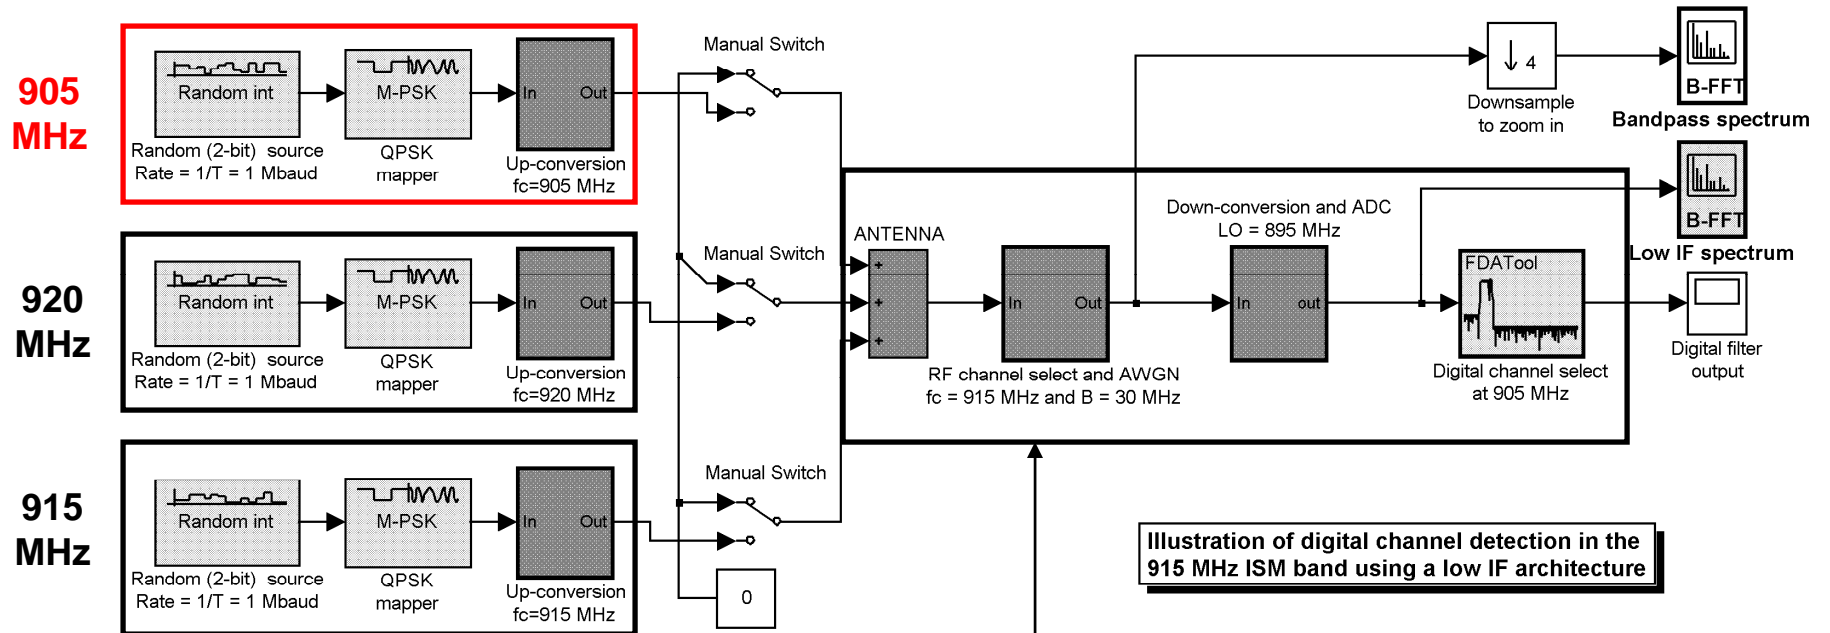 905
MHz
Random int
Random (2-bit) source
Rate = 1/T = 1 Mbaud
M-PSK
QPSK
mapper
In Out
Up-conversion
fc=905 MHz
Manual Switch
920
MHz
Random int
Random (2-bit) source
Rate = 1/T = 1 Mbaud
M-PSK
QPSK
mapper
In Out
Up-conversion
fc=920 MHz
Manual Switch
915
MHz
Random int
Random (2-bit) source
Rate = 1/T = 1 Mbaud
M-PSK
QPSK
mapper
In Out
Up-conversion
fc=915 MHz
Manual Switch
0
ANTENNA
+
+
+
In Out
RF channel select and AWGN
fc = 915 MHz and B = 30 MHz
Down-conversion and ADC
LO = 895 MHz
In out
FDATool
Digital channel select
at 905 MHz
4
Downsample
to zoom in
B-FFT
Bandpass spectrum
B-FFT
Low IF spectrum
Digital filter
output
Illustration of digital channel detection in the
915 MHz ISM band using a low IF architecture